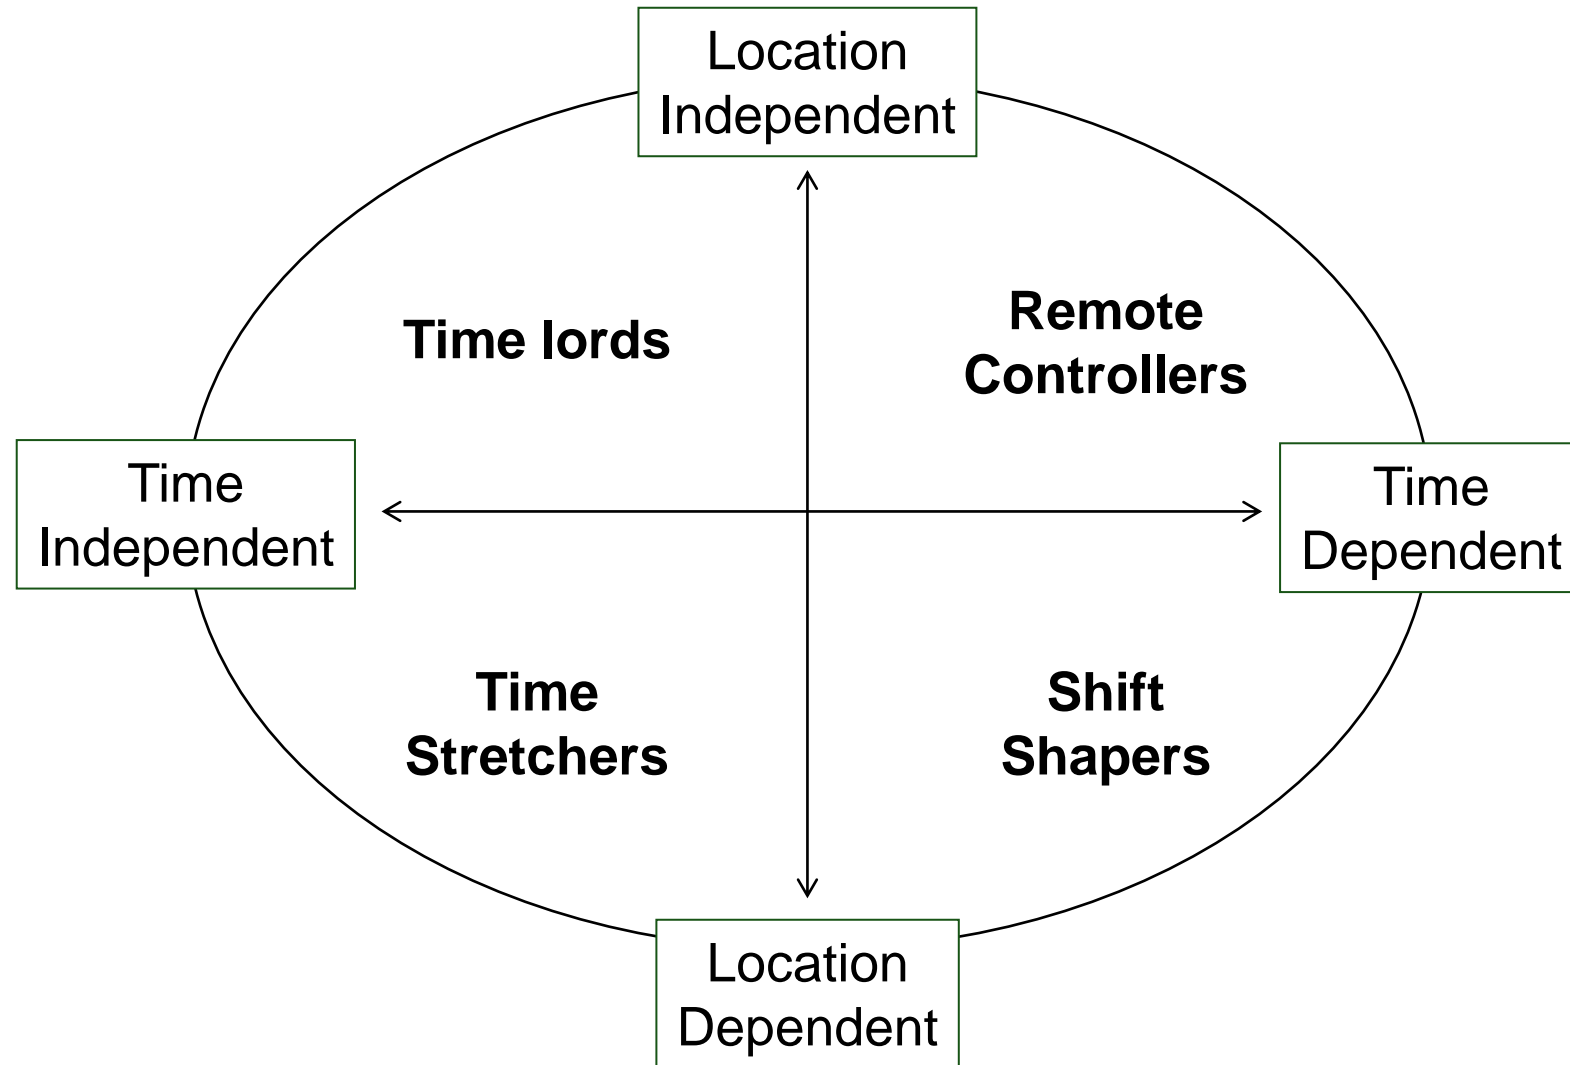 Location
Independent
Time lords
Remote
Controllers
Time
Independent
Time
Dependent
Time
Stretchers
Shift
Shapers
Location
Dependent